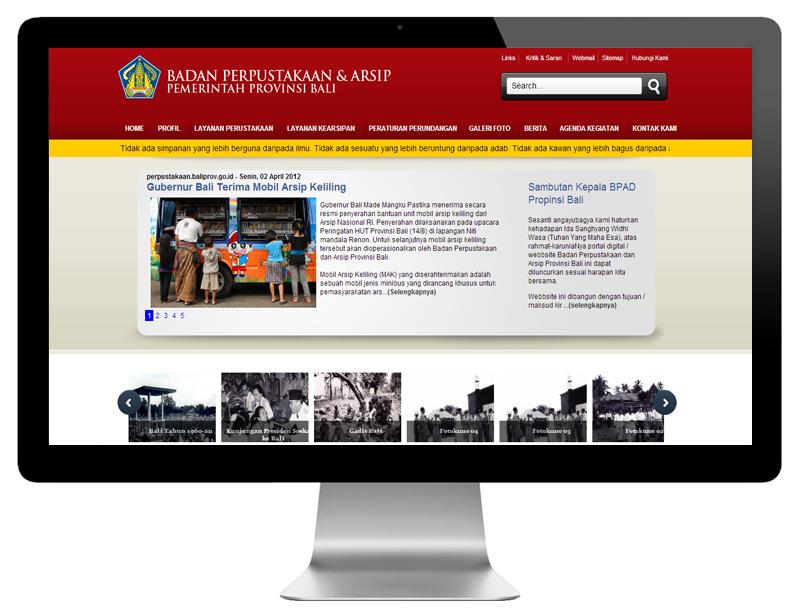 Links
Kritik & Saran
Webmail
Sitemap
Hubungi Kami
BADAN PERPUSTAKAAN & ARSIP
PEMERINTAH PROVINSI BALI
Search...
HOME
PROFIL
LAYANAN PERUSTAKAAN
LAYANAN KEARSIPAN
PERATURAN PERUNDANGAN
GALERI FOTO
BERITA
AGENDA KEGIATAN
KONTAK KAMI
Tidak ada simpanan yang lebih berguna daripada ilmu. Tidak ada sesuatu yang lebih beruntung daripada adab. Tidak ada kawan yang lebih bagus daripada
perpustakaan.baliprov.go.id - Senin, 02 April 2012
Gubernur Bali Terima Mobil Arsip Keliling
Gubernur Bali Made Mangku Pastika menerima secara
resmi penyerahan bantuan unit mobil arsip keliling dari
Arsip Nasional RI. Penyerahan dilaksanakan pada upacara
Peringatan HUT Provinsi Bali (14/8) di lapangan Niti
mandala Renon. Untuk selanjutnya mobil arsip keliling
tersebut akan dioperasionalkan oleh Badan Perpustakaan
dan Arsip Provinsi Bali.
Mobil Arsip Keliling (MAK) yang diserahterimakan adalah
sebuah mobil jenis minibus yang dirancang khusus untuk
pemasyarakatan ars...(Selengkapnya)
1 2 3 4 5
Sambutan Kepala BPAD
Propinsi Bali
Sesanti angayubagya kami haturkan
kehadapan Ida Sanghyang Widhi
Wasa (Tuhan Yang Maha Esa), atas
rahmat-karuniaNya portal digital /
webbsite Badan Perpustakaan dan
Arsip Provinsi Bali ini dapat
diluncurkan sesuai harapan kita
bersama.
Webbsite ini dibangun dengan tujuan /
maksud kir ...(selengkapnya)
Bali Tahun 1960-an
Kunjungan Presiden Soeka
ke Bali
Gadis Bali
Fotokuno 04
Fotokuno 03
Fotokuno 02